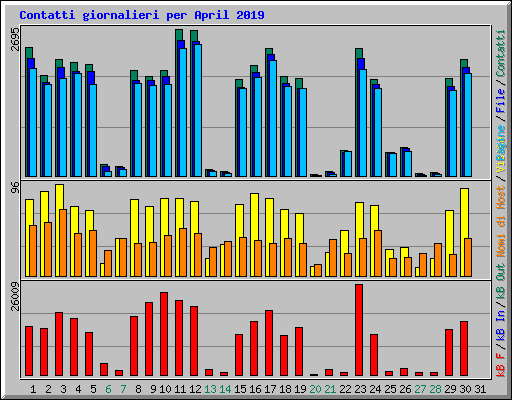 Contatti giornalieri per April 2019
2695
96
26009
1 2 3 4 5 6 7 8 9 10 11 12 13 14 15 16 17 18 19 20 21 22 23 24 25 26 27 28 29 30 31
kB F / kB In / kB Out Nomi di Host / Pagine / File / Contatti